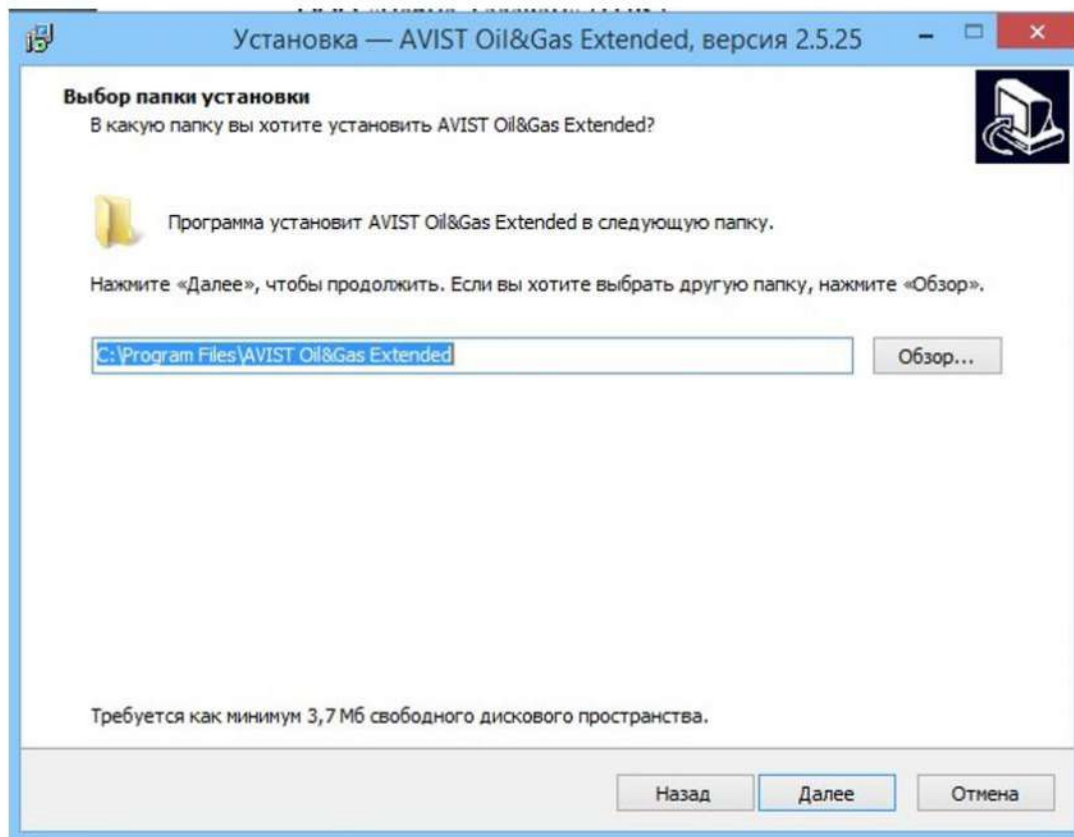 Установка — AVIST Oil&Gas Extended, версия 2.5.25
Выбор папки установки
В какую папку вы хотите установить AVIST Oil&Gas Extended?
Программа установит AVIST Oil&Gas Extended в следующую папку.
Нажмите «Далее», чтобы продолжить. Если вы хотите выбрать другую папку, нажмите «Обзор».
C:\Program Files\AVIST Oil&Gas Extended
Обзор...
Требуется как минимум 3,7 Мб свободного дискового пространства.
Назад
Далее
Отмена